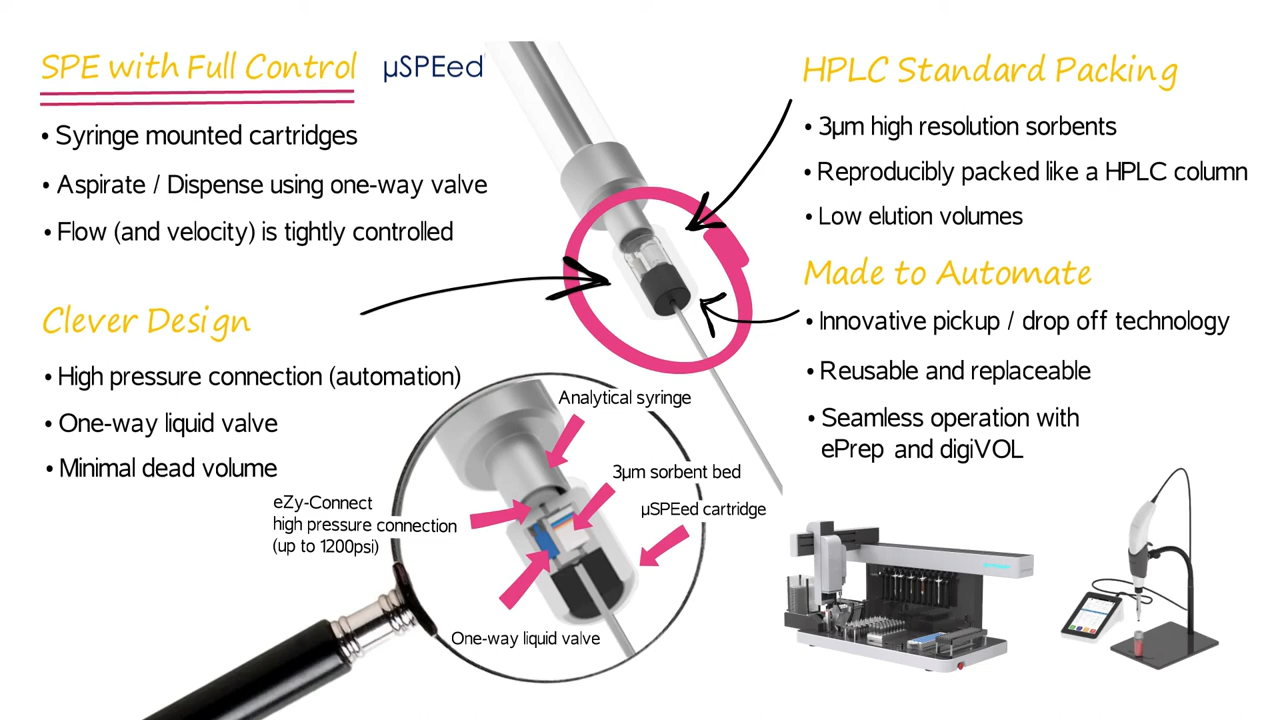 SPE with Full Control
µSPEed
• Syringe mounted cartridges
• Aspirate / Dispense using one-way valve
• Flow (and velocity) is tightly controlled
Clever Design
• High pressure connection (automation)
• One-way liquid valve
• Minimal dead volume
HPLC Standard Packing
• 3µm high resolution sorbents
• Reproducibly packed like a HPLC column
• Low elution volumes
Made to Automate
• Innovative pickup / drop off technology
• Reusable and replaceable
• Seamless operation with
ePrep and digiVOL
Analytical syringe
3µm sorbent bed
µSPEed cartridge
eZy-Connect
high pressure connection
(up to 1200psi)
One-way liquid valve